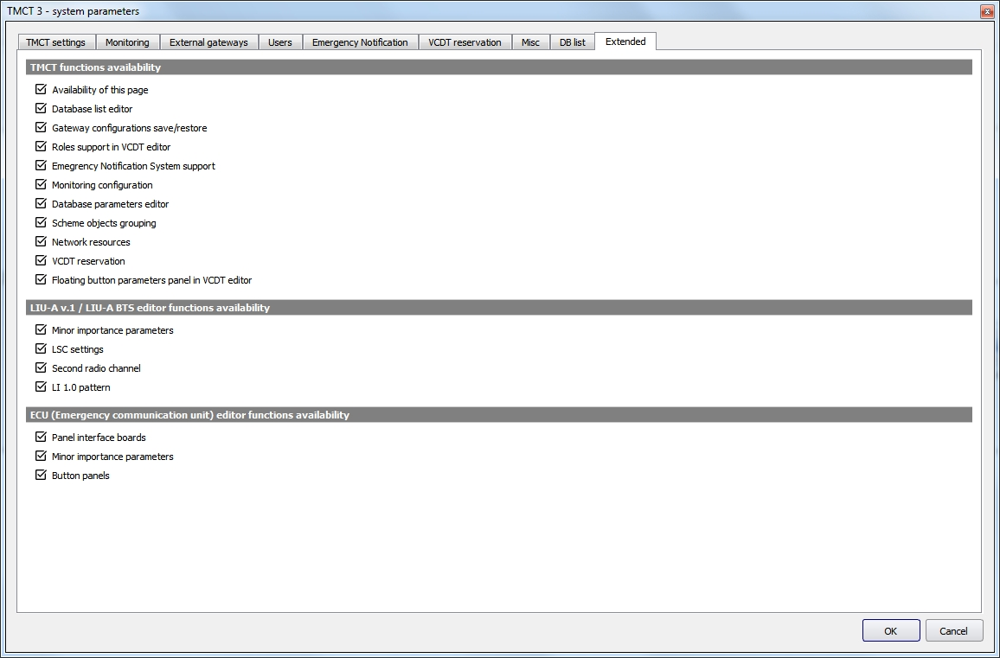 TMCT 3 - system parameters
TMCT settings Monitoring External gateways Users Emergency Notification VCDT reservation Misc DB list Extended
TMCT functions availability
Availability of this page
Database list editor
Gateway configurations save/restore
Roles support in VCDT editor
Emegrency Notification System support
Monitoring configuration
Database parameters editor
Scheme objects grouping
Network resources
VCDT reservation
Floating button parameters panel in VCDT editor
LIU-A v.1 / LIU-A BTS editor functions availability
Minor importance parameters
LSC settings
Second radio channel
LI 1.0 pattern
ECU (Emergency communication unit) editor functions availability
Panel interface boards
Minor importance parameters
Button panels
OK Cancel